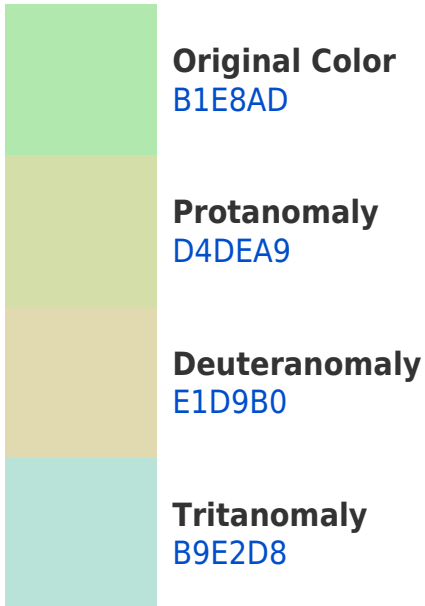 Original Color
B1E8AD
Protanomaly
D4DEA9
Deuteranomaly
E1D9B0
Tritanomaly
B9E2D8